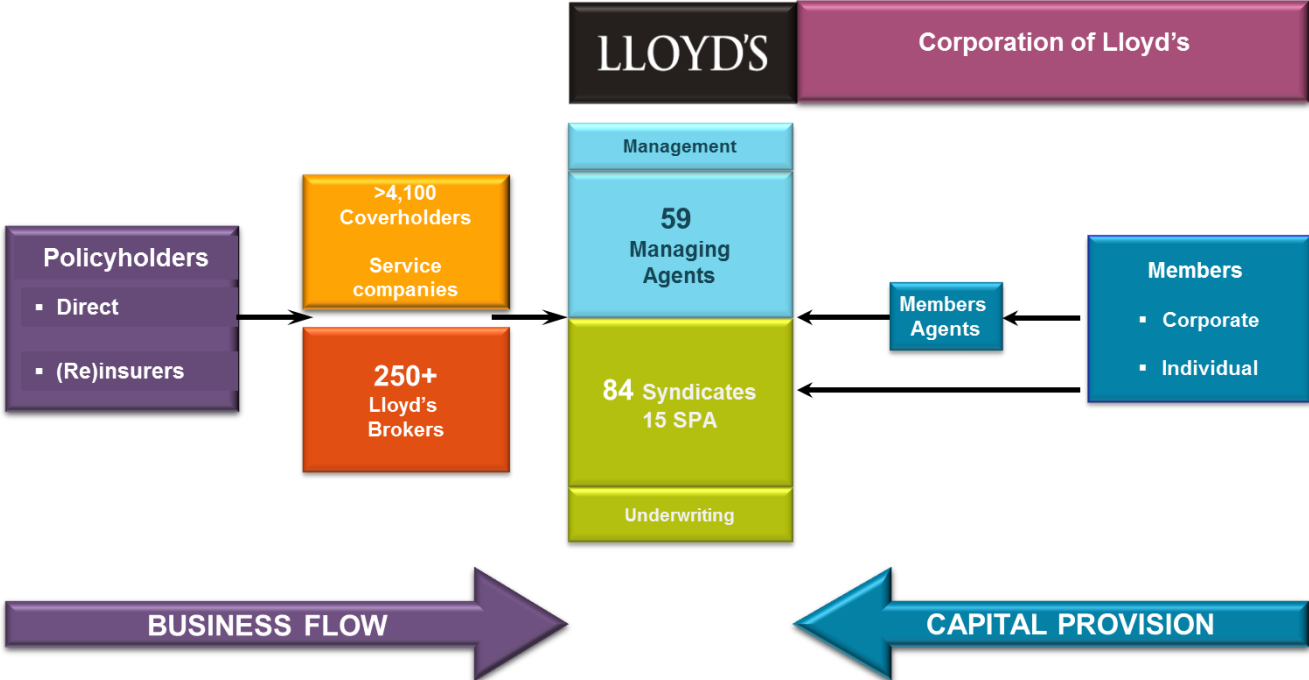 LLOYD'S
Corporation of Lloyd's
Management
59
Managing
Agents
>4,100
Coverholders
Service
companies
Policyholders
▪ Direct
▪ (Re)insurers
250+
Lloyd's
Brokers
84 Syndicates
15 SPA
Underwriting
Members
Agents
Members
▪ Corporate
▪ Individual
BUSINESS FLOW
CAPITAL PROVISION